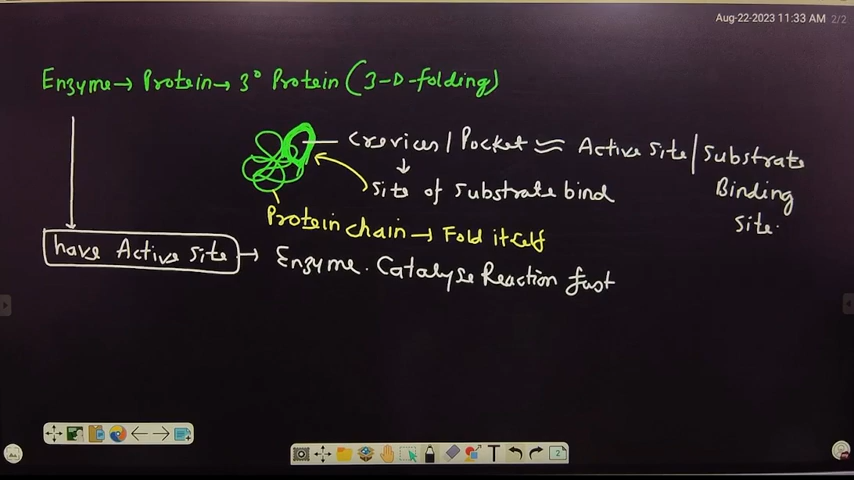 Aug-22-2023 11:33 AM 2/2
Enzyme → Protein → 3° Protein (3-D-folding)
Crevices / Pocket ≈ Active site / Substrate Binding site.
↓
Site of substrate bind
Protein chain → Fold itself
have Active site → Enzyme. Catalyse Reaction fast
T
2